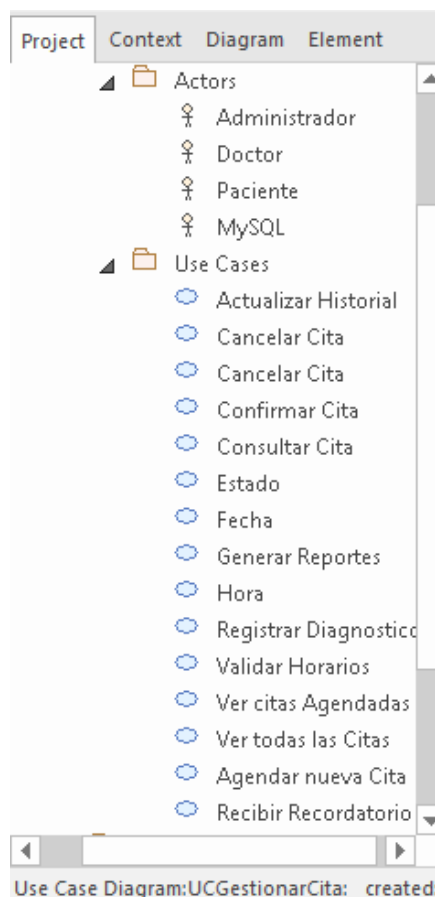 Project Context Diagram Element
Actors
Administrador
Doctor
Paciente
MySQL
Use Cases
Actualizar Historial
Cancelar Cita
Cancelar Cita
Confirmar Cita
Consultar Cita
Estado
Fecha
Generar Reportes
Hora
Registrar Diagnostico
Validar Horarios
Ver citas Agendadas
Ver todas las Citas
Agendar nueva Cita
Recibir Recordatorio
Use Case Diagram:UCGestionarCita: created